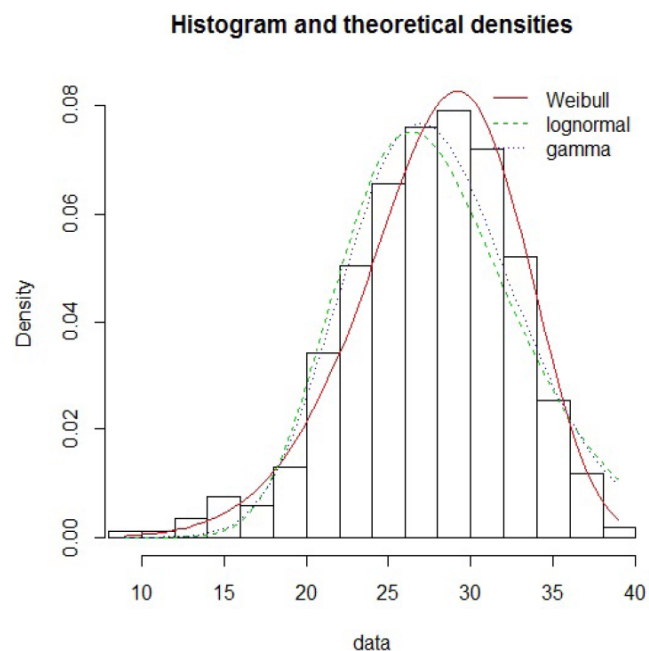 Histogram and theoretical densities
Weibull
lognormal
gamma
Density
0.00
0.02
0.04
0.06
0.08
10 15 20 25 30 35 40
data